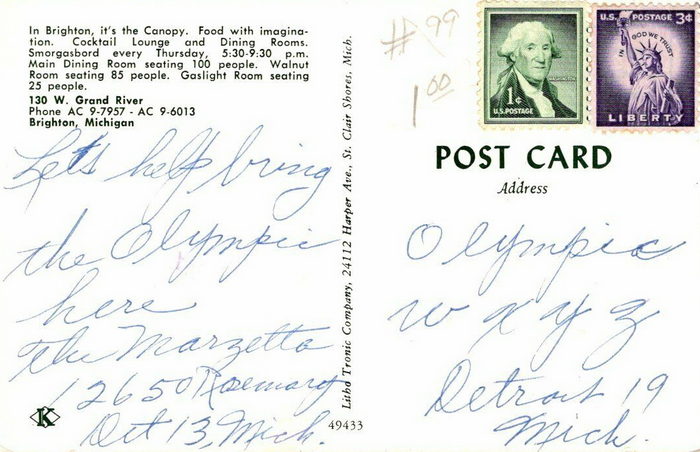 In Brighton, it's the Canopy. Food with imagina-
tion. Cocktail Lounge and Dining Rooms.
Smorgasbord every Thursday, 5:30-9:30 p.m.
Main Dining Room seating 100 people. Walnut
Room seating 85 people. Gaslight Room seating
25 people.
130 W. Grand River
Phone AC 9-7957 - AC 9-6013
Brighton, Michigan
Let's help bring
the Olympic
here
The Marzetta
12650 Rosemary
Det 13, Mich.
K
49433
Lithd Tronic Company, 24112 Harper Ave., St. Clair Shores, Mich.
# 99
1 00
1¢
WASHINGTON
U.S. POSTAGE
U.S. POSTAGE 3¢
IN GOD WE TRUST
LIBERTY
POST CARD
Address
Olympic
W X Y Z
Detroit 19
Mich.